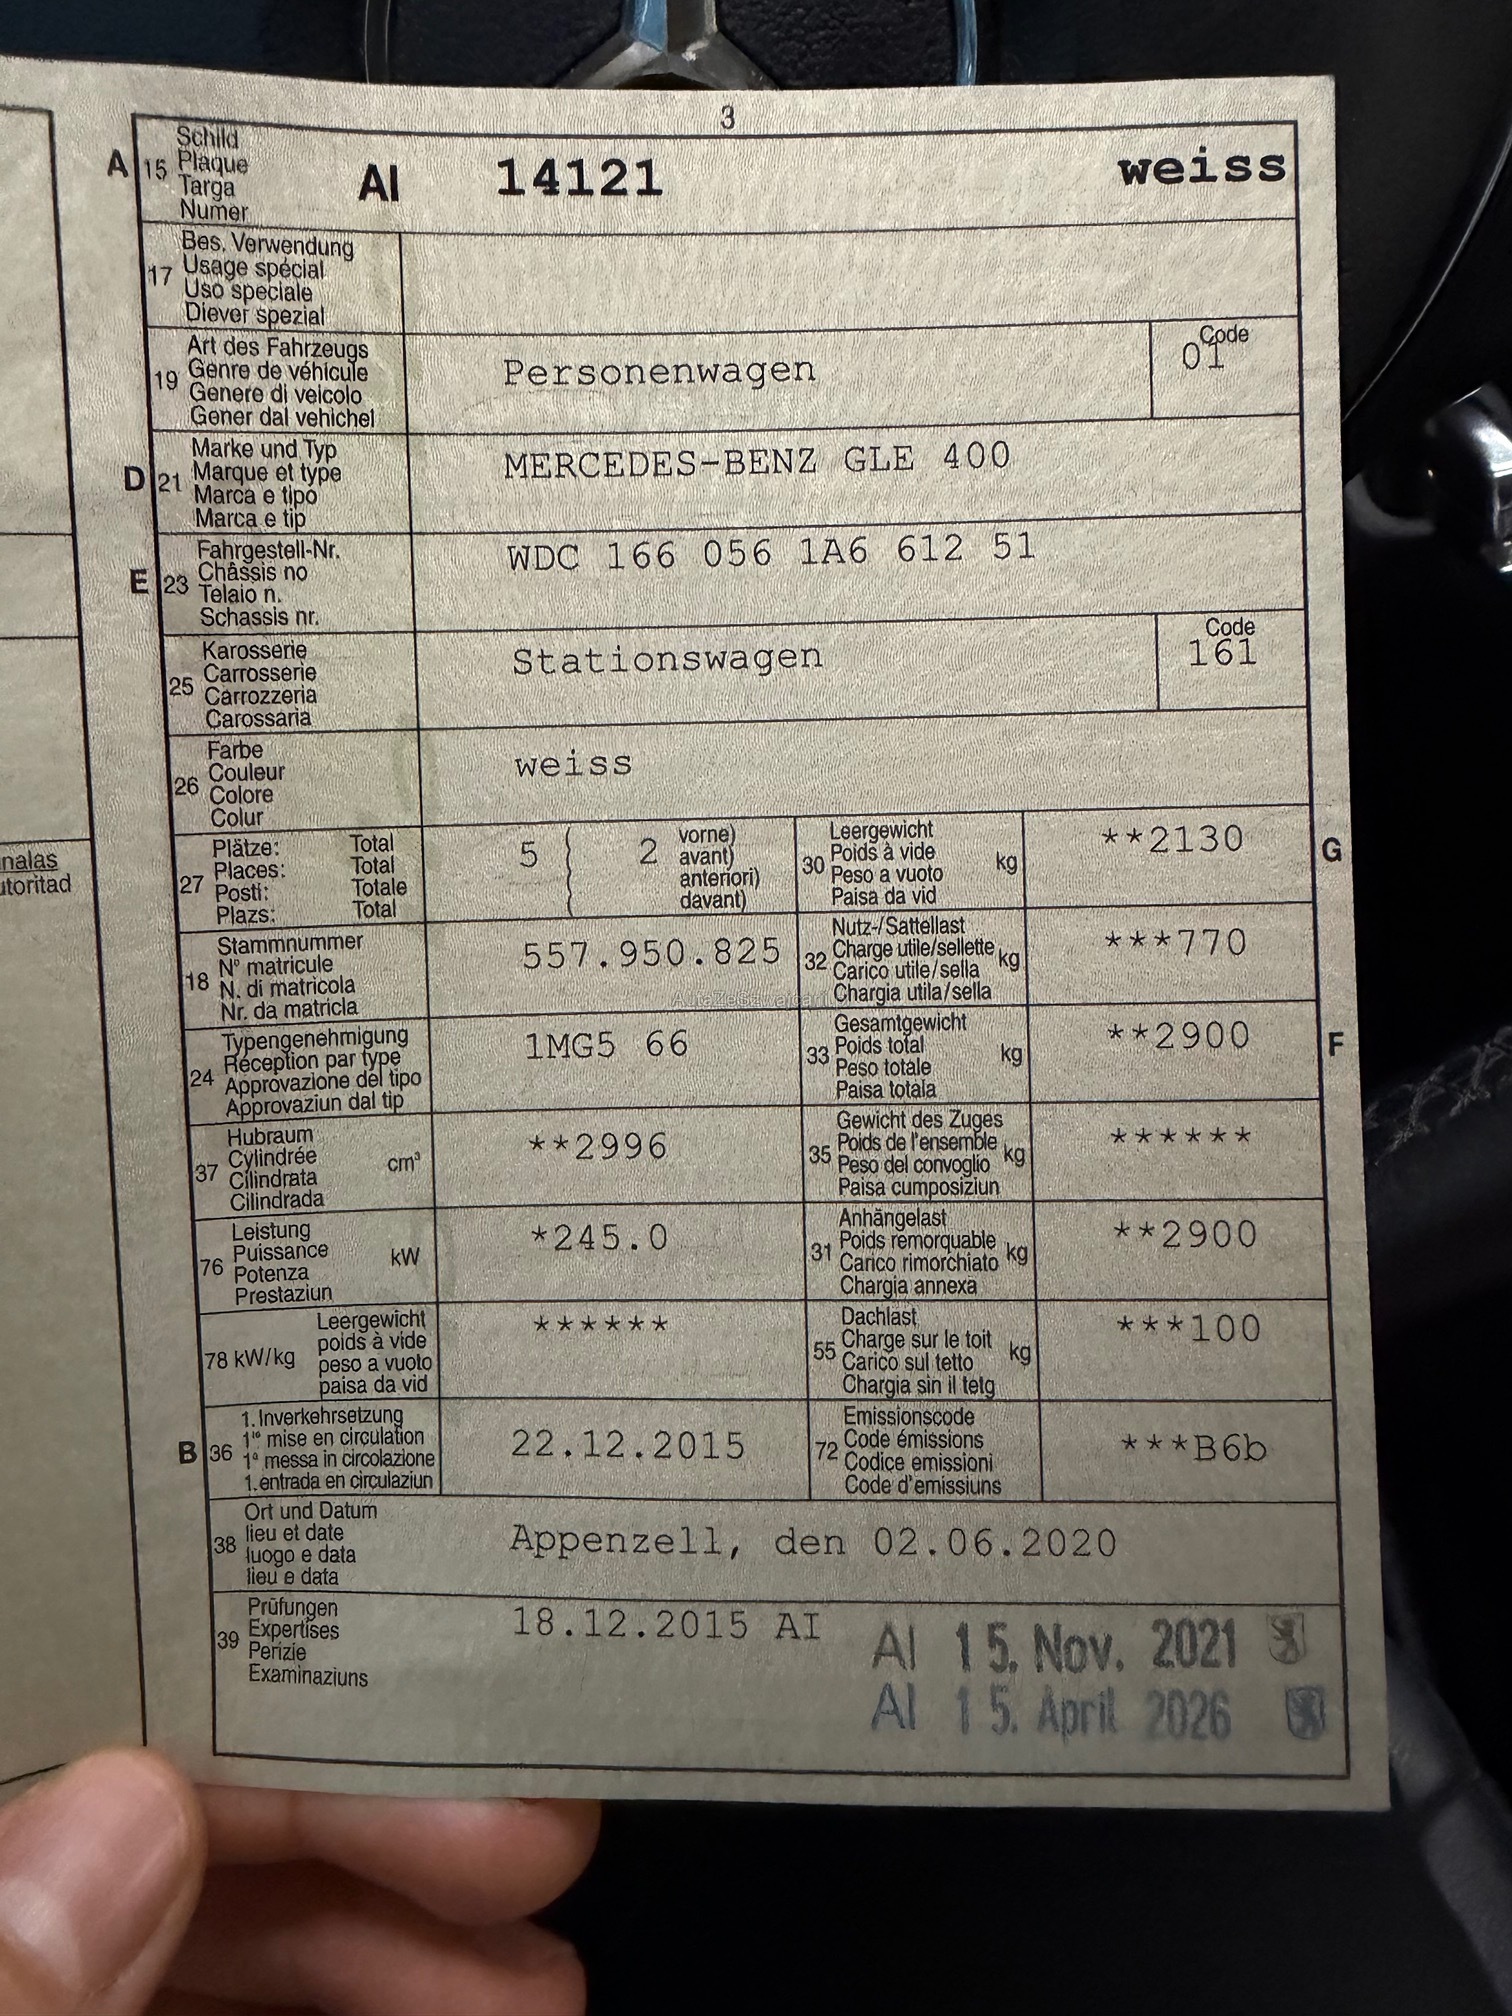 3
A 15 Schild
Plaque
Targa
Numer
AI 14121 weiss
17 Bes. Verwendung
Usage spécial
Uso speciale
Diever spezial
19 Art des Fahrzeugs
Genre de véhicule
Genere di veicolo
Gener dal vehichel
Personenwagen
Code
01
D 21 Marke und Typ
Marque et type
Marca e tipo
Marca e tip
MERCEDES-BENZ GLE 400
E 23 Fahrgestell-Nr.
Châssis no
Telaio n.
Schassis nr.
WDC 166 056 1A6 612 51
25 Karosserie
Carrosserie
Carrozzeria
Carossaria
Stationswagen
Code
161
26 Farbe
Couleur
Colore
Colur
weiss
nalas
utoritad
27 Plätze: Total
Places: Total
Posti: Totale
Plazs: Total
5 ( 2 vorne)
avant)
anteriori)
davant)
30 Leergewicht
Poids à vide kg
Peso a vuoto
Paisa da vid
**2130
G
18 Stammnummer
N° matricule
N. di matricola
Nr. da matricla
557.950.825
32 Nutz-/Sattellast
Charge utile/sellette kg
Carico utile/sella
Chargia utila/sella
***770
24 Typengenehmigung
Réception par type
Approvazione del tipo
Approvaziun dal tip
1MG5 66
33 Gesamtgewicht
Poids total kg
Peso totale
Paisa totala
**2900
F
37 Hubraum
Cylindrée cm³
Cilindrata
Cilindrada
**2996
35 Gewicht des Zuges
Poids de l'ensemble kg
Peso del convoglio
Paisa cumposiziun
******
76 Leistung
Puissance kW
Potenza
Prestaziun
*245.0
31 Anhängelast
Poids remorquable kg
Carico rimorchiato
Chargia annexa
**2900
78 kW/kg Leergewicht
poids à vide
peso a vuoto
paisa da vid
******
55 Dachlast
Charge sur le toit kg
Carico sul tetto
Chargia sin il tetg
***100
B 36 1. Inverkehrsetzung
1re mise en circulation
1a messa in circolazione
1. entrada en circulaziun
22.12.2015
72 Emissionscode
Code émissions
Codice emissioni
Code d'emissiuns
***B6b
38 Ort und Datum
lieu et date
luogo e data
lieu e data
Appenzell, den 02.06.2020
39 Prüfungen
Expertises
Perizie
Examinaziuns
18.12.2015 AI
AI 15. Nov. 2021
AI 15. April 2026